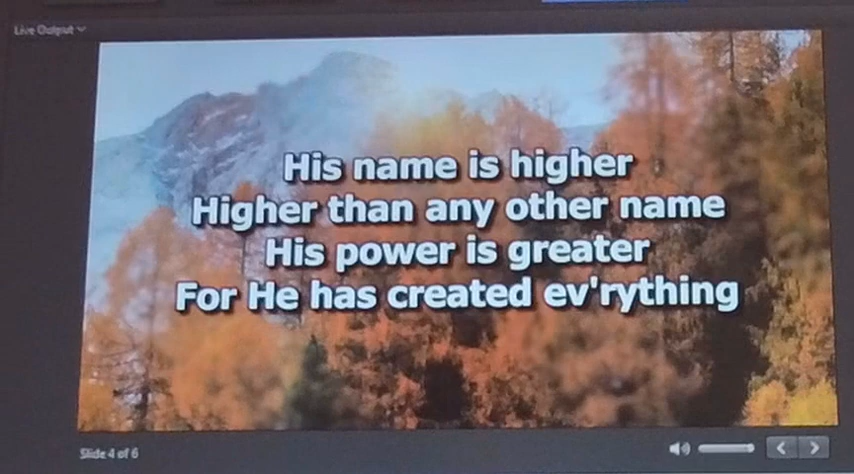 Live Output
His name is higher
Higher than any other name
His power is greater
For He has created ev'rything
Slide 4 of 6